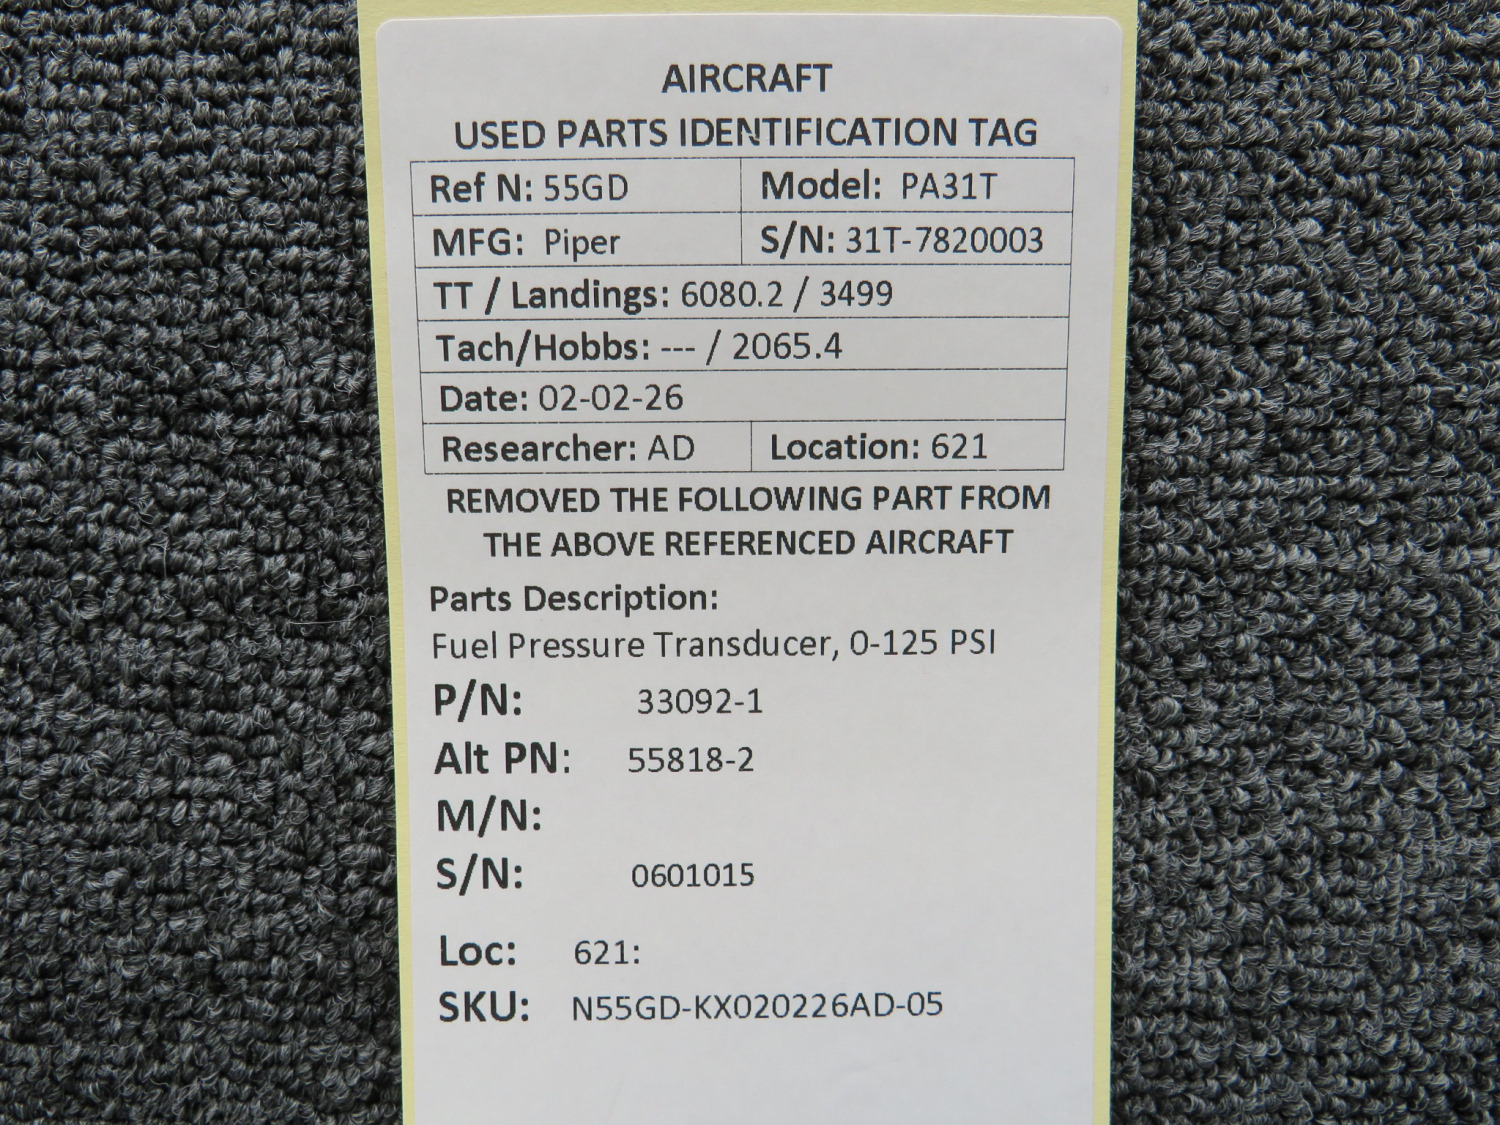 AIRCRAFT
USED PARTS IDENTIFICATION TAG
Ref N: 55GD Model: PA31T
MFG: Piper S/N: 31T-7820003
TT / Landings: 6080.2 / 3499
Tach/Hobbs: --- / 2065.4
Date: 02-02-26
Researcher: AD Location: 621
REMOVED THE FOLLOWING PART FROM
THE ABOVE REFERENCED AIRCRAFT
Parts Description:
Fuel Pressure Transducer, 0-125 PSI
P/N: 33092-1
Alt PN: 55818-2
M/N:
S/N: 0601015
Loc: 621:
SKU: N55GD-KX020226AD-05